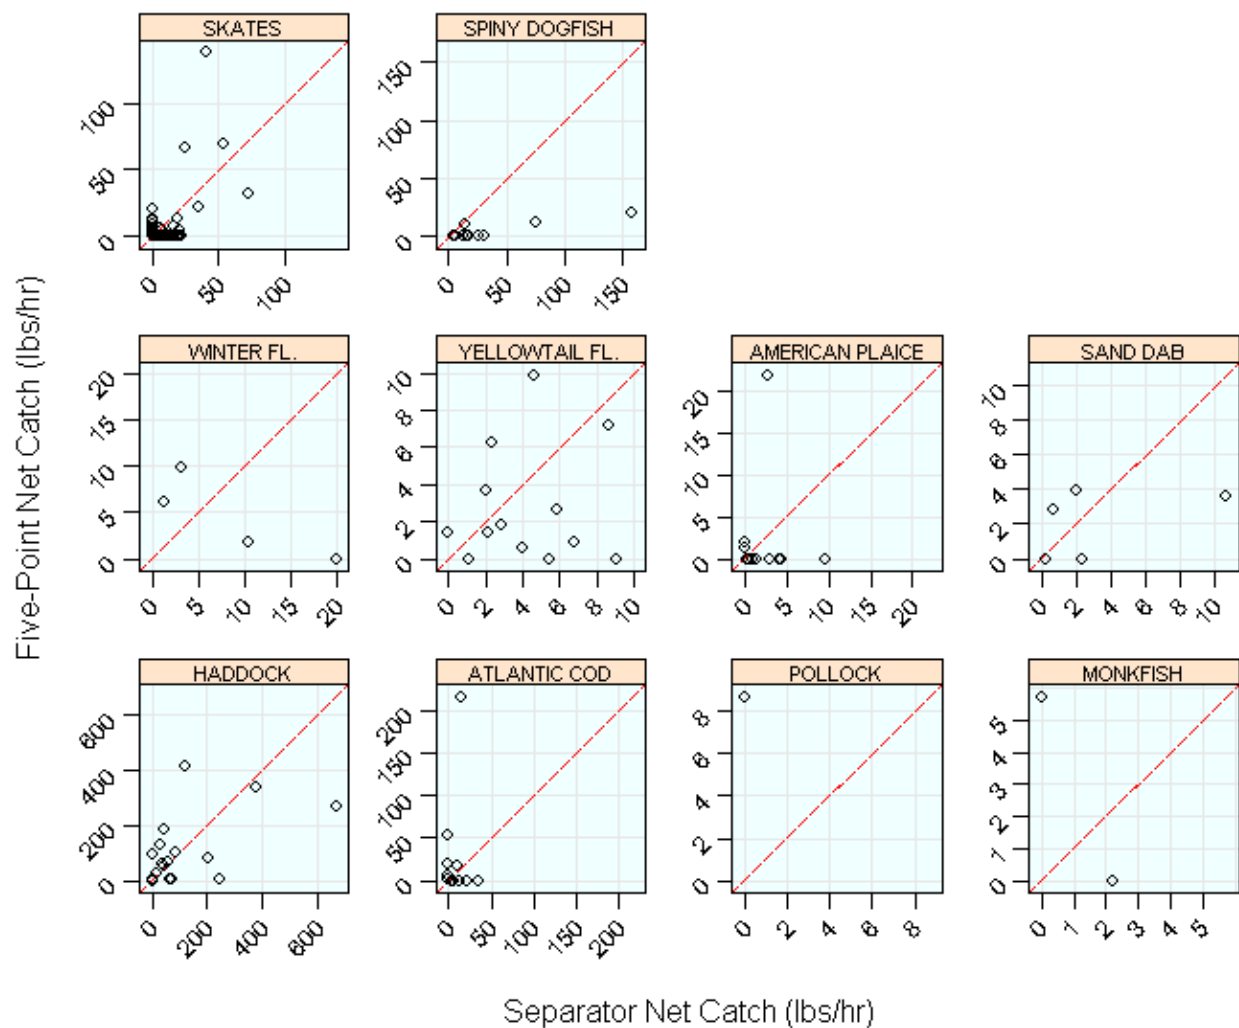 SKATES SPINY DOGFISH
0 50 100
0 50 100
0 50 100 150
0 50 100 150
WINTER FL. YELLOWTAIL FL. AMERICAN PLAICE SAND DAB
0 5 10 15 20
0 5 10 15 20
0 2 4 6 8 10
0 2 4 6 8 10
0 5 10 15 20
0 5 10 15 20
0 2 4 6 8 10
0 2 4 6 8 10
HADDOCK ATLANTIC COD POLLOCK MONKFISH
0 200 400 600
0 200 400 600
0 50 100 150 200
0 50 100 150 200
0 2 4 6 8
0 2 4 6 8
0 1 2 3 4 5
0 1 2 3 4 5
Five-Point Net Catch (lbs/hr)
Separator Net Catch (lbs/hr)